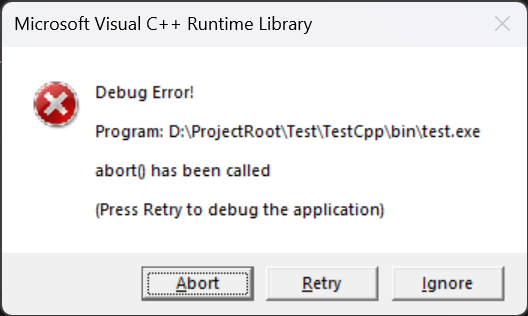 Microsoft Visual C++ Runtime Library
Debug Error!
Program: D:\ProjectRoot\Test\TestCpp\bin\test.exe
abort() has been called
(Press Retry to debug the application)
Abort
Retry
Ignore